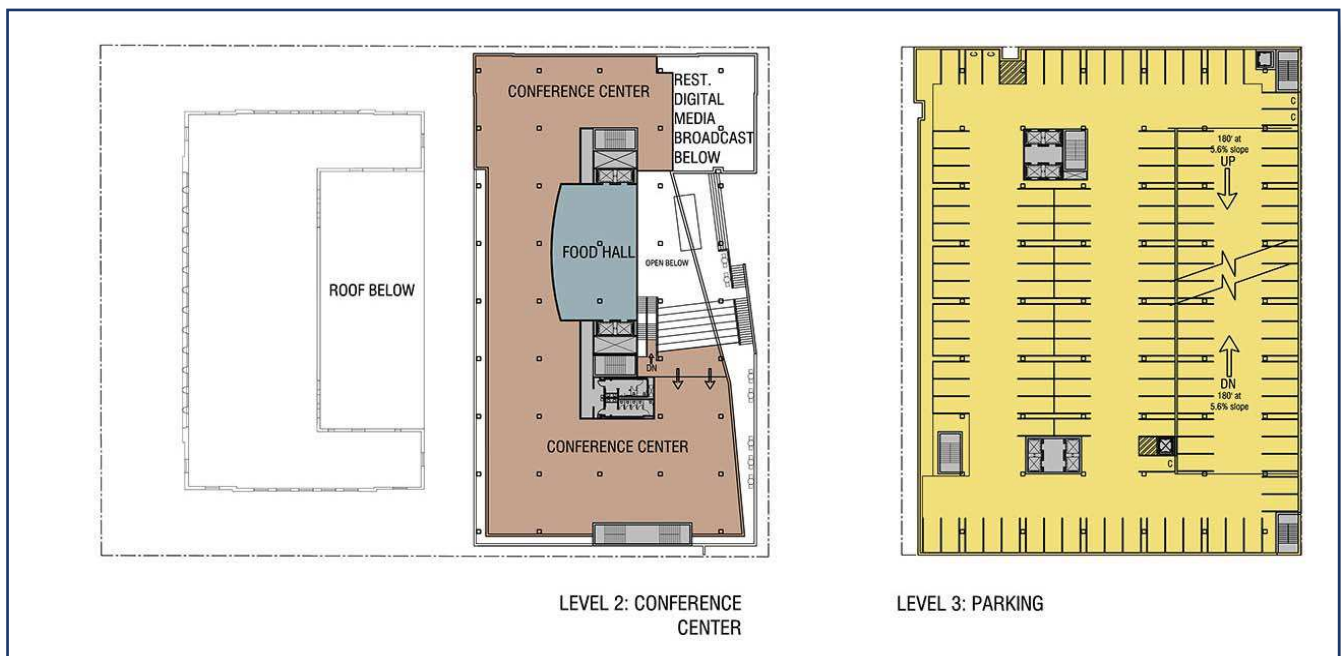 CONFERENCE CENTER
REST.
DIGITAL
MEDIA
BROADCAST
BELOW
FOOD HALL
OPEN BELOW
ROOF BELOW
DN
CONFERENCE CENTER
LEVEL 2: CONFERENCE
CENTER
C
C
C
C
180' at
5.6% slope
UP
DN
180' at
5.6% slope
C
LEVEL 3: PARKING